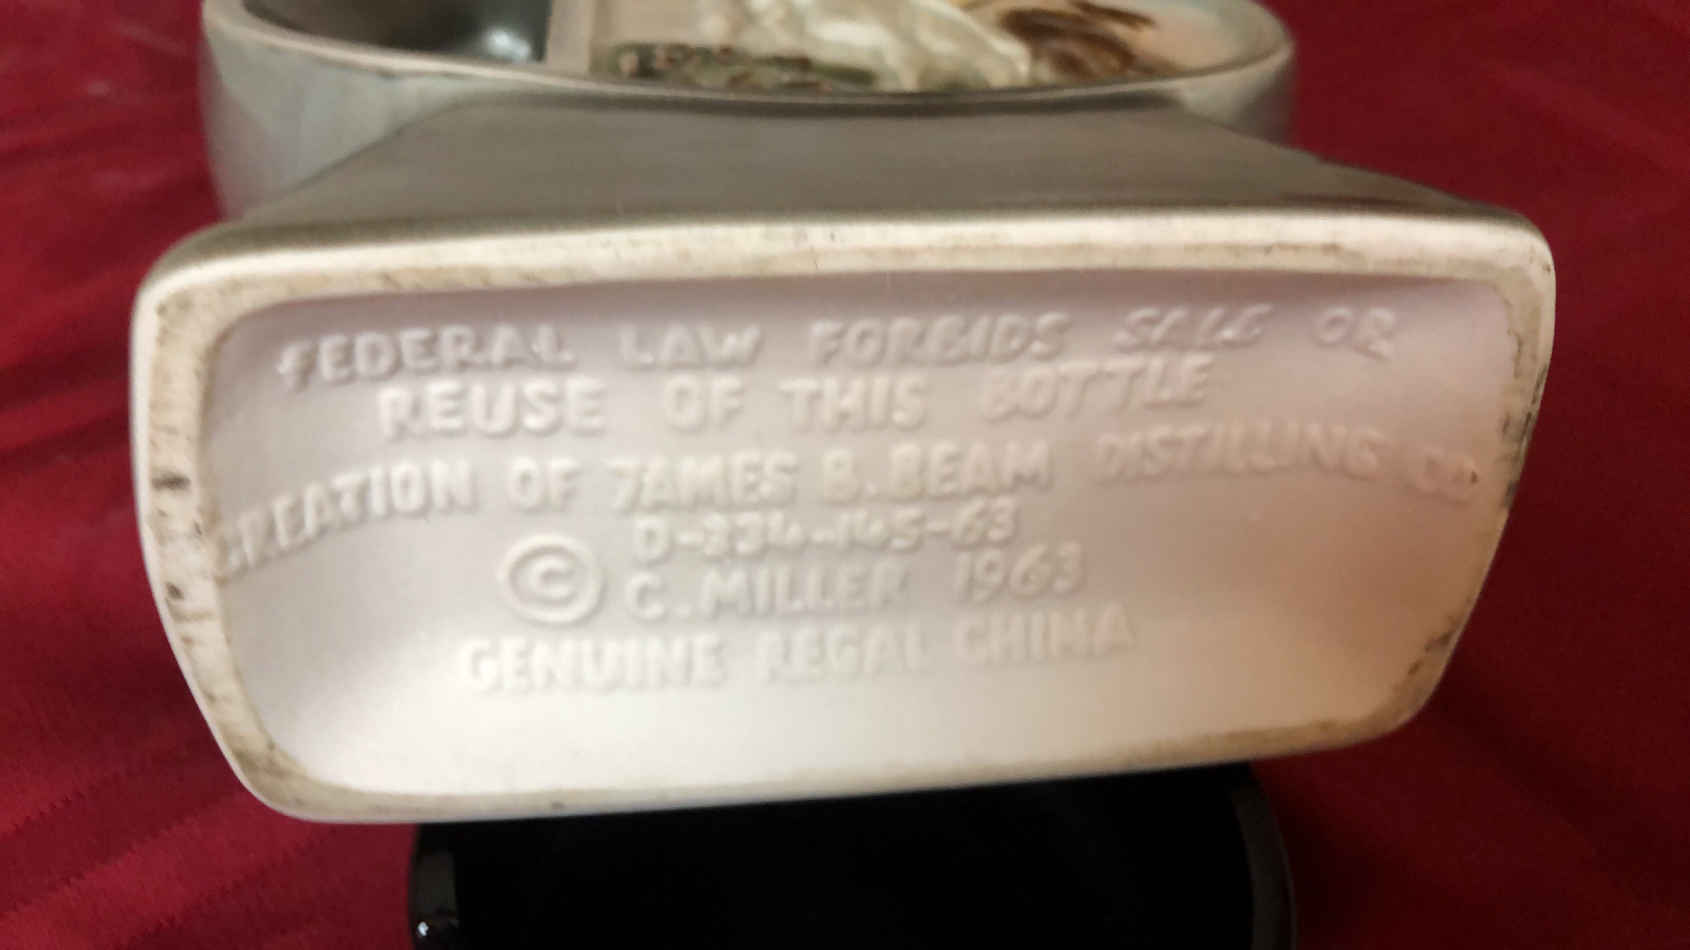 FEDERAL LAW FORBIDS SALE OR
REUSE OF THIS BOTTLE
CREATION OF JAMES B. BEAM DISTILLING CO
D-334-145-63
© C. MILLER 1963
GENUINE REGAL CHINA